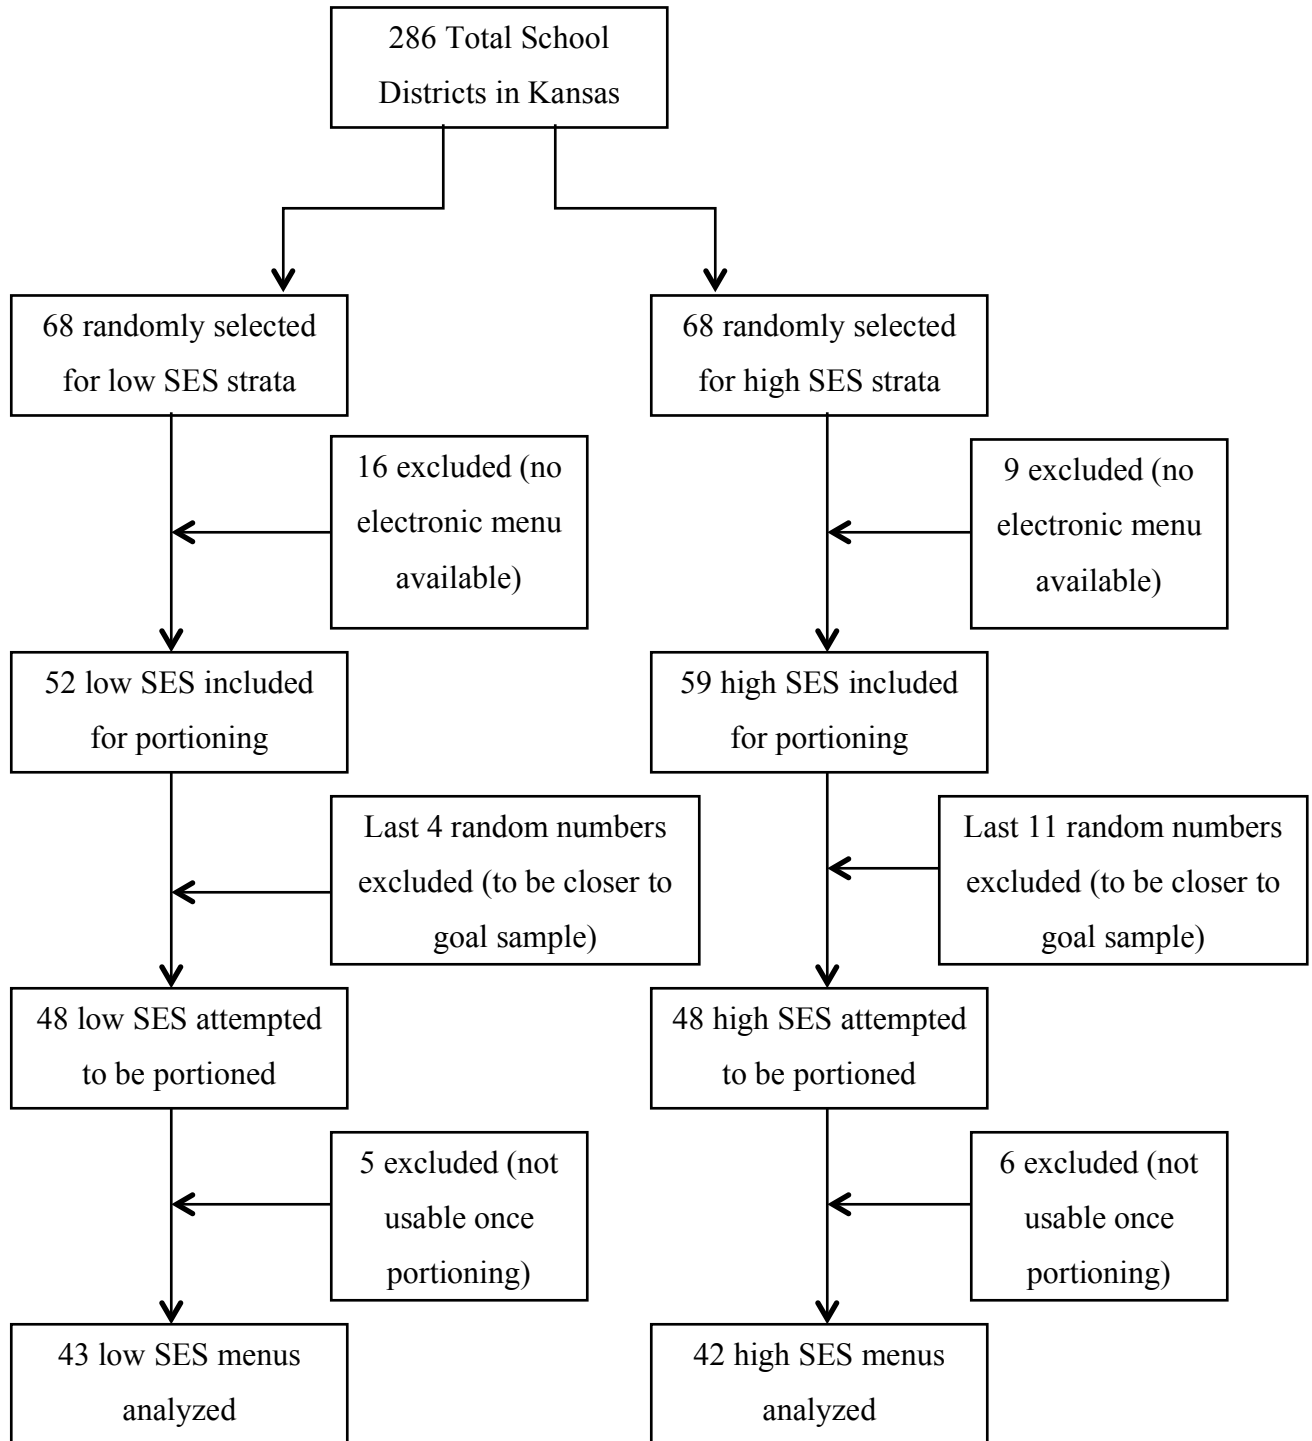 286 Total School
Districts in Kansas
68 randomly selected
for low SES strata
68 randomly selected
for high SES strata
16 excluded (no
electronic menu
available)
9 excluded (no
electronic menu
available)
52 low SES included
for portioning
59 high SES included
for portioning
Last 4 random numbers
excluded (to be closer to
goal sample)
Last 11 random numbers
excluded (to be closer to
goal sample)
48 low SES attempted
to be portioned
48 high SES attempted
to be portioned
5 excluded (not
usable once
portioning)
6 excluded (not
usable once
portioning)
43 low SES menus
analyzed
42 high SES menus
analyzed